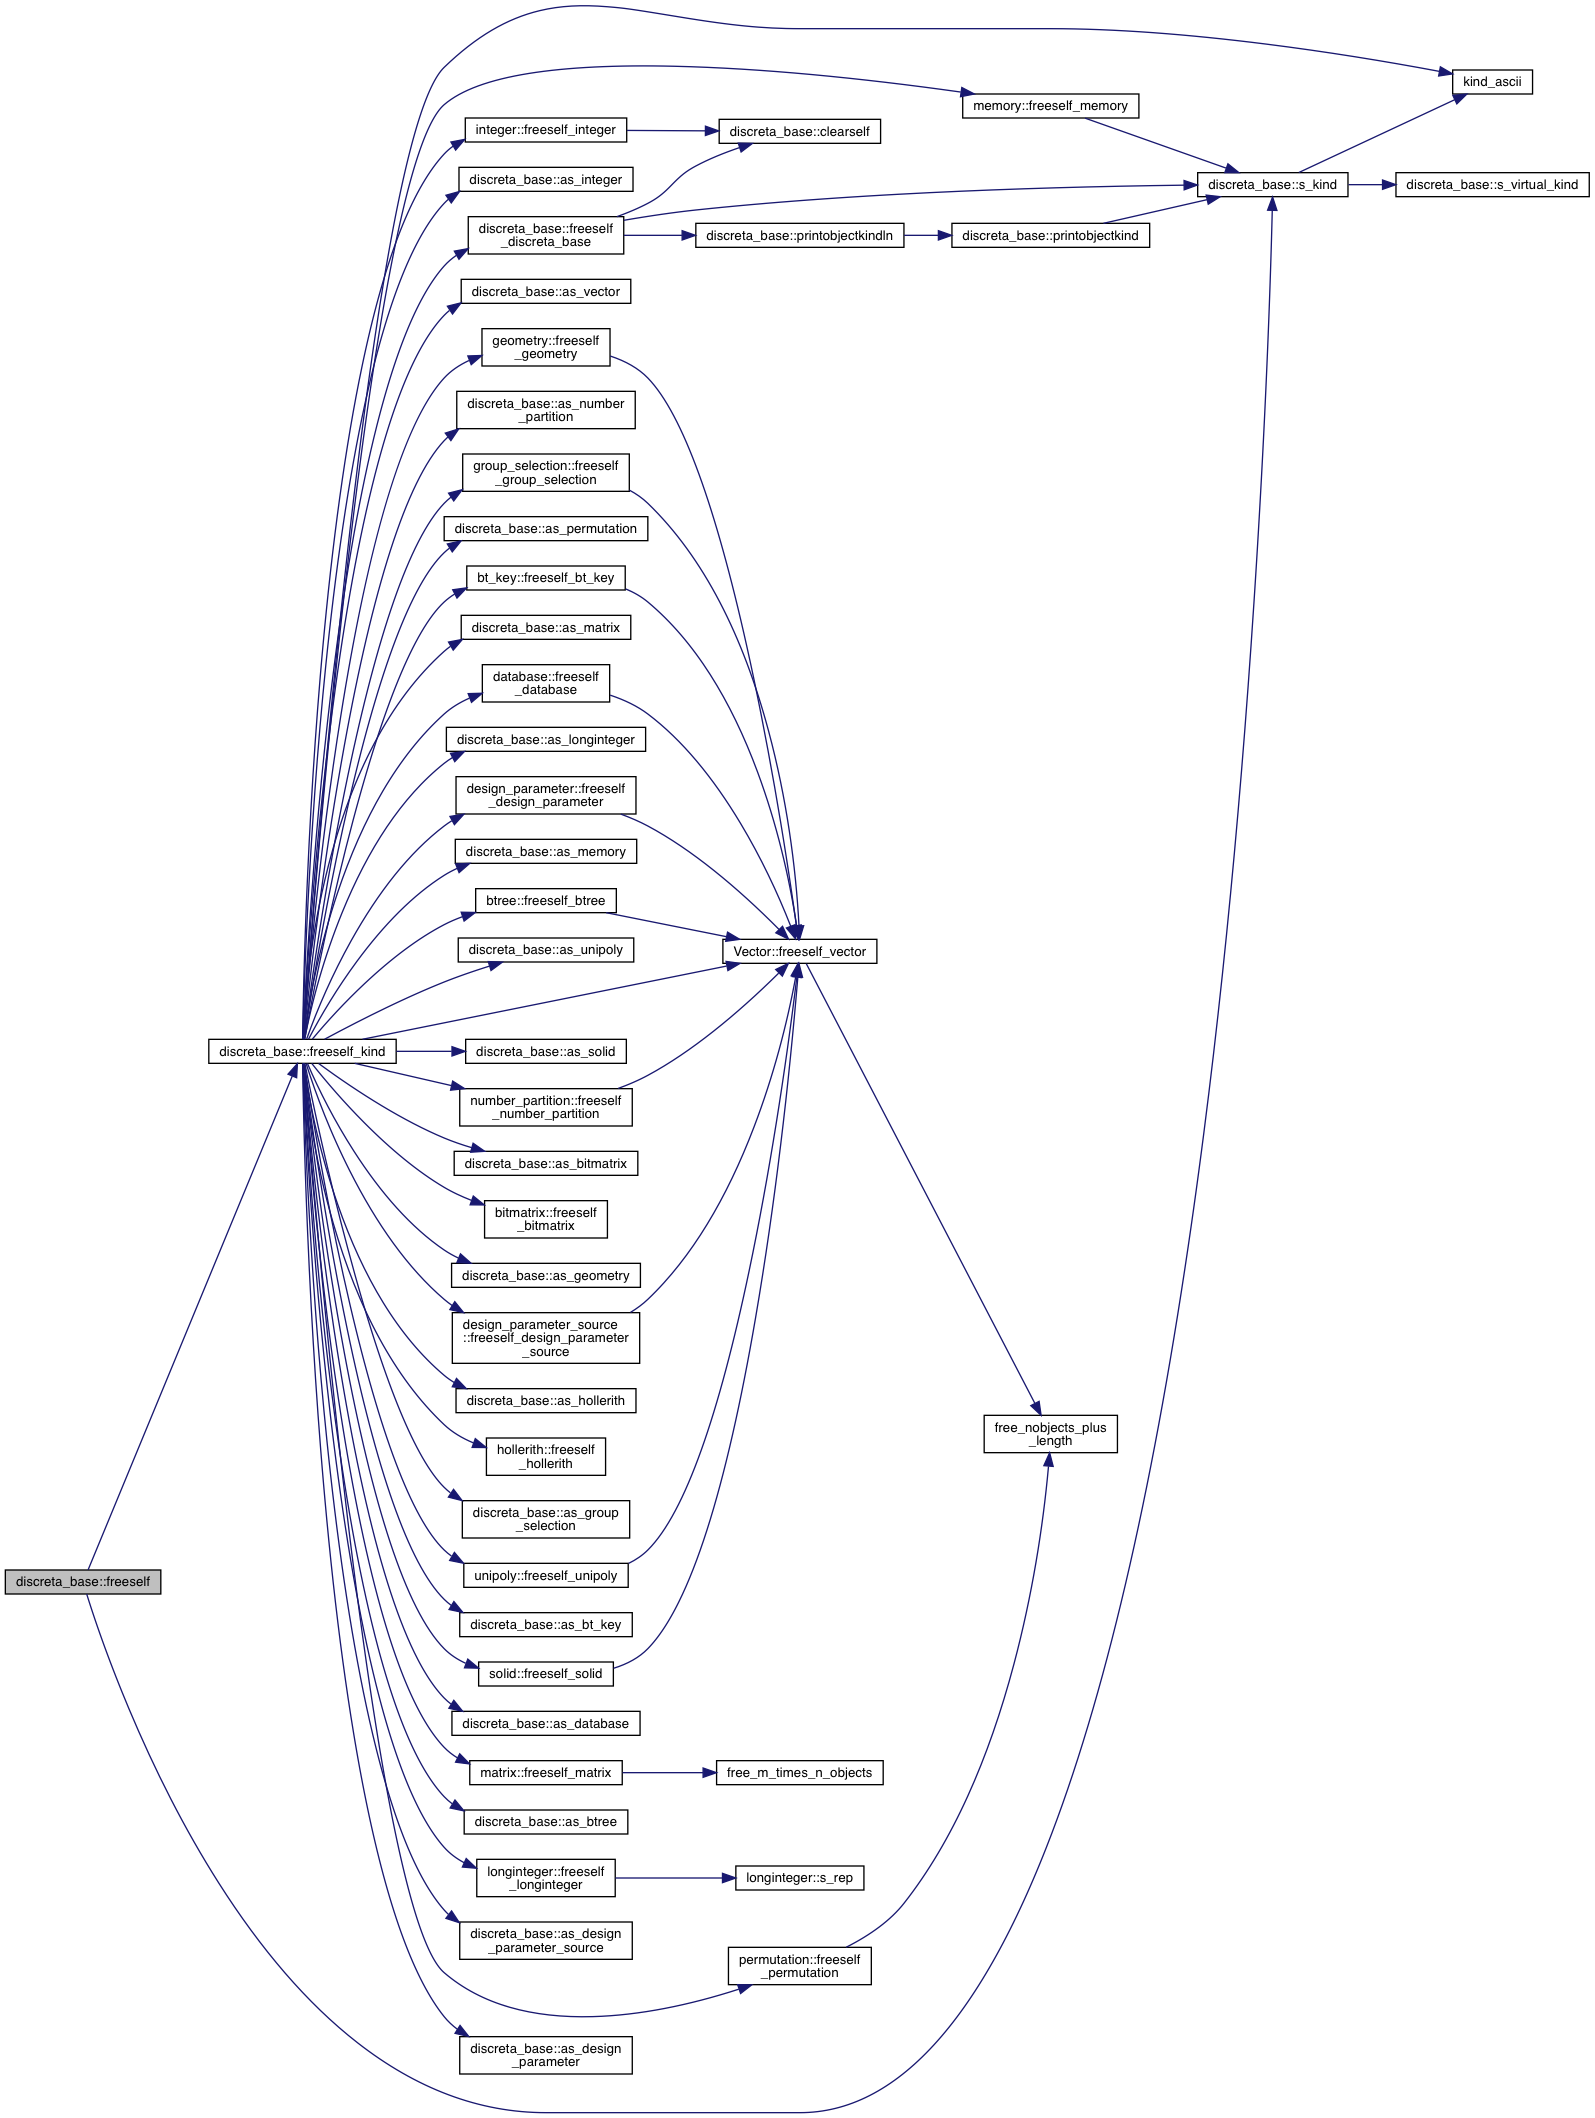 kind_ascii
memory::freeself_memory
integer::freeself_integer
discreta_base::clearself
discreta_base::as_integer
discreta_base::s_kind
discreta_base::s_virtual_kind
discreta_base::freeself
_discreta_base
discreta_base::printobjectkindln
discreta_base::printobjectkind
discreta_base::as_vector
geometry::freeself
_geometry
discreta_base::as_number
_partition
group_selection::freeself
_group_selection
discreta_base::as_permutation
bt_key::freeself_bt_key
discreta_base::as_matrix
database::freeself
_database
discreta_base::as_longinteger
design_parameter::freeself
_design_parameter
discreta_base::as_memory
btree::freeself_btree
discreta_base::as_unipoly
Vector::freeself_vector
discreta_base::freeself_kind
discreta_base::as_solid
number_partition::freeself
_number_partition
discreta_base::as_bitmatrix
bitmatrix::freeself
_bitmatrix
discreta_base::as_geometry
design_parameter_source
::freeself_design_parameter
_source
discreta_base::as_hollerith
free_nobjects_plus
_length
hollerith::freeself
_hollerith
discreta_base::as_group
_selection
unipoly::freeself_unipoly
discreta_base::freeself
discreta_base::as_bt_key
solid::freeself_solid
discreta_base::as_database
matrix::freeself_matrix
free_m_times_n_objects
discreta_base::as_btree
longinteger::freeself
_longinteger
longinteger::s_rep
discreta_base::as_design
_parameter_source
permutation::freeself
_permutation
discreta_base::as_design
_parameter